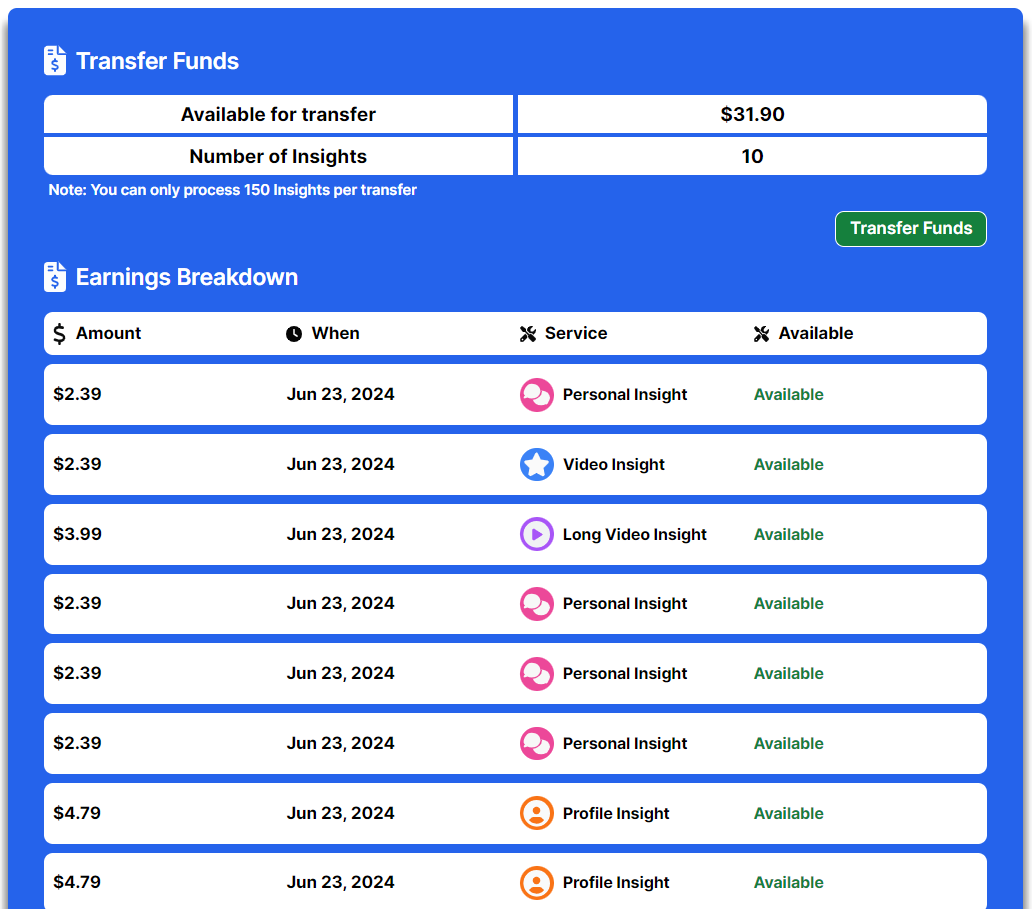 Transfer Funds
Available for transfer $31.90
Number of Insights 10
Note: You can only process 150 Insights per transfer
Transfer Funds
Earnings Breakdown
Amount When Service Available
$2.39 Jun 23, 2024 Personal Insight Available
$2.39 Jun 23, 2024 Video Insight Available
$3.99 Jun 23, 2024 Long Video Insight Available
$2.39 Jun 23, 2024 Personal Insight Available
$2.39 Jun 23, 2024 Personal Insight Available
$2.39 Jun 23, 2024 Personal Insight Available
$4.79 Jun 23, 2024 Profile Insight Available
$4.79 Jun 23, 2024 Profile Insight Available